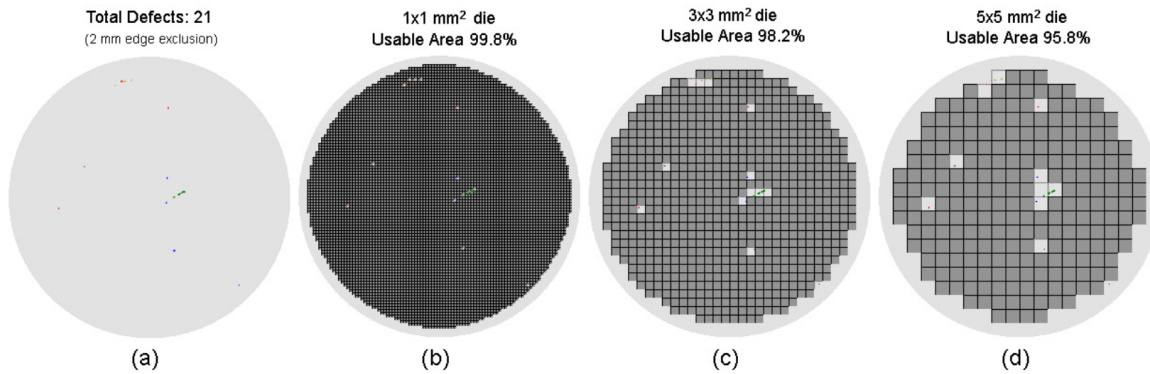 Total Defects: 21
(2 mm edge exclusion)
1x1 mm² die
Usable Area 99.8%
3x3 mm² die
Usable Area 98.2%
5x5 mm² die
Usable Area 95.8%
(a)
(b)
(c)
(d)